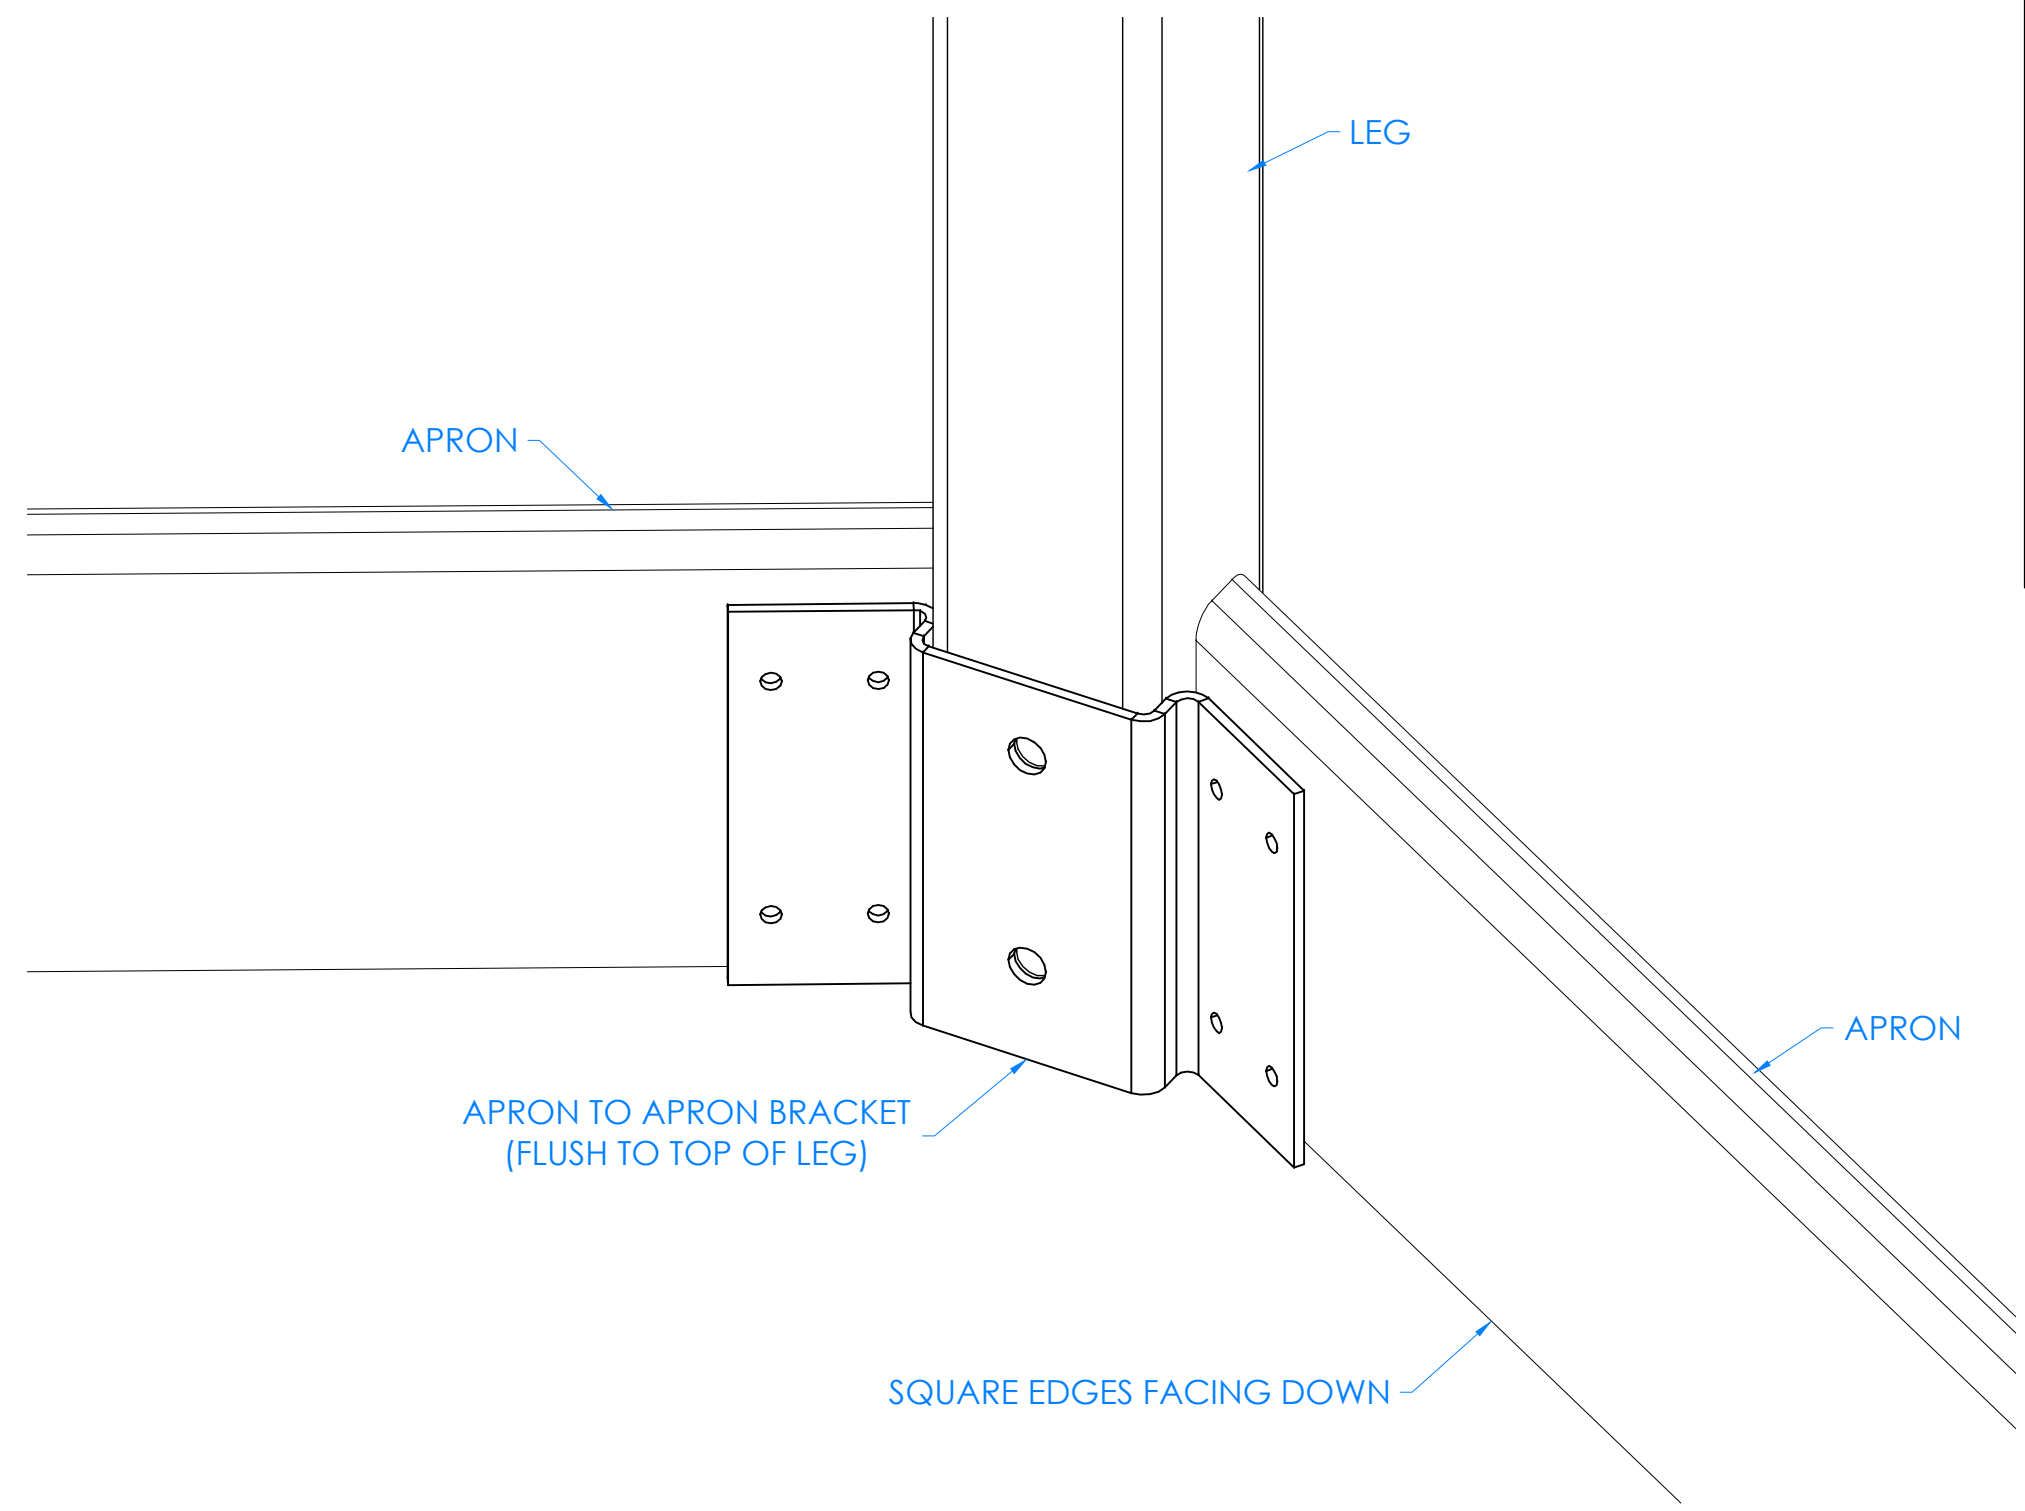 LEG
APRON
APRON
APRON TO APRON BRACKET
(FLUSH TO TOP OF LEG)
SQUARE EDGES FACING DOWN